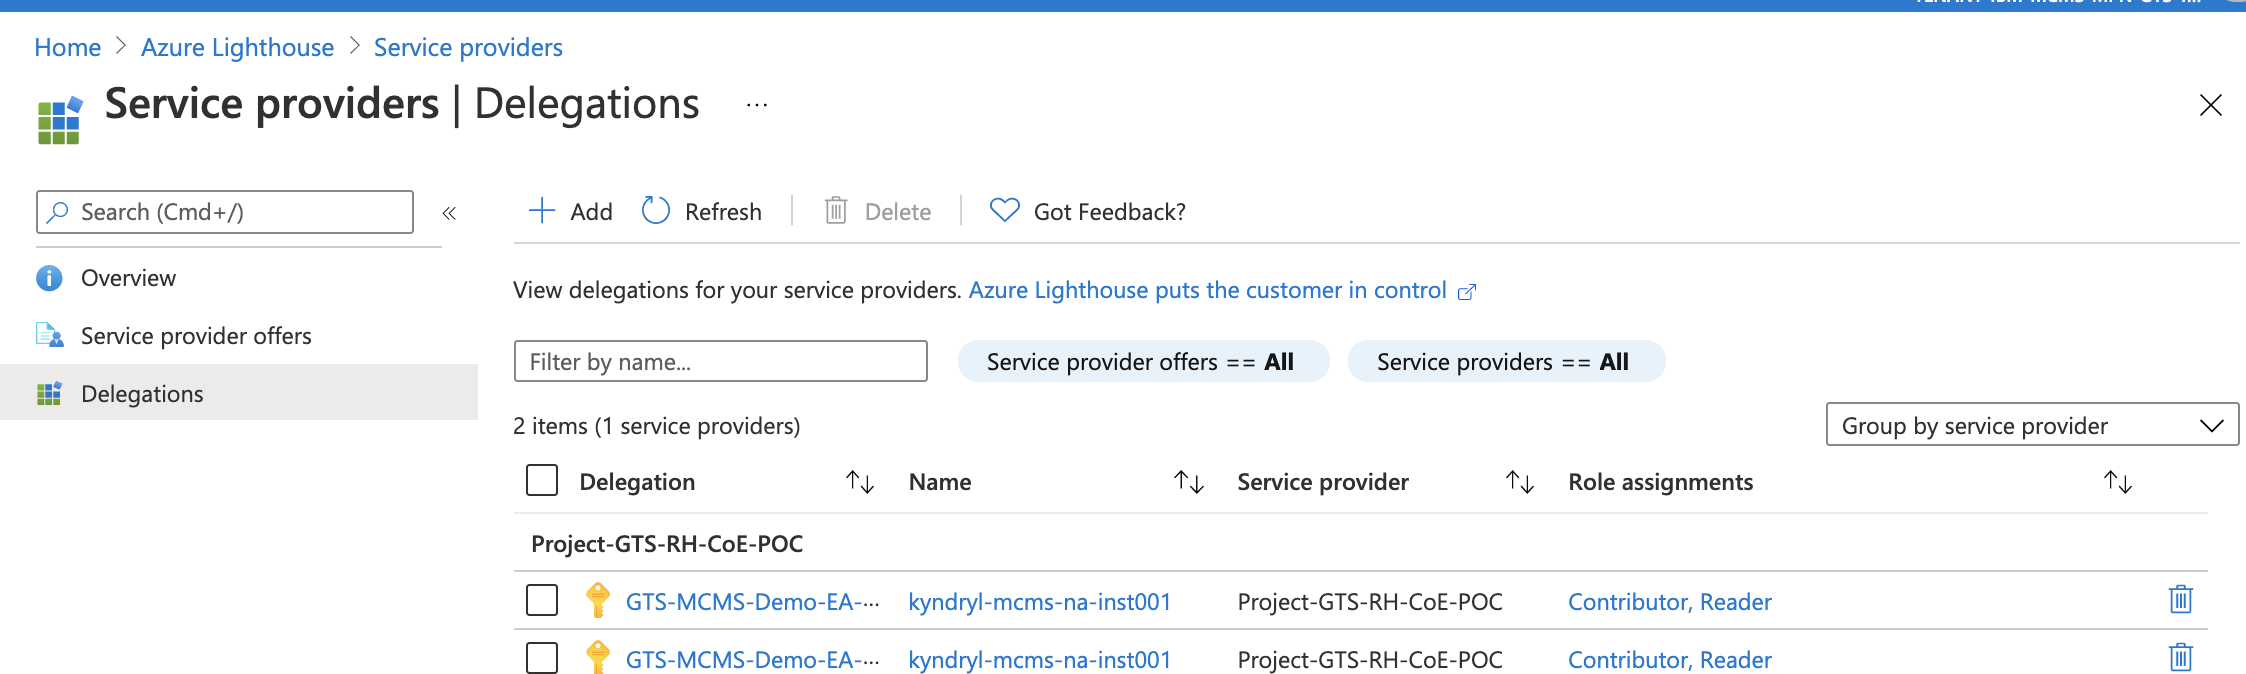 Home > Azure Lighthouse > Service providers
Service providers | Delegations ...
Search (Cmd+/) «
Add Refresh Delete Got Feedback?
Overview
Service provider offers
Delegations
View delegations for your service providers. Azure Lighthouse puts the customer in control
Filter by name... Service provider offers == All Service providers == All
2 items (1 service providers) Group by service provider
Delegation Name Service provider Role assignments
Project-GTS-RH-CoE-POC
GTS-MCMS-Demo-EA-... kyndryl-mcms-na-inst001 Project-GTS-RH-CoE-POC Contributor, Reader
GTS-MCMS-Demo-EA-... kyndryl-mcms-na-inst001 Project-GTS-RH-CoE-POC Contributor, Reader